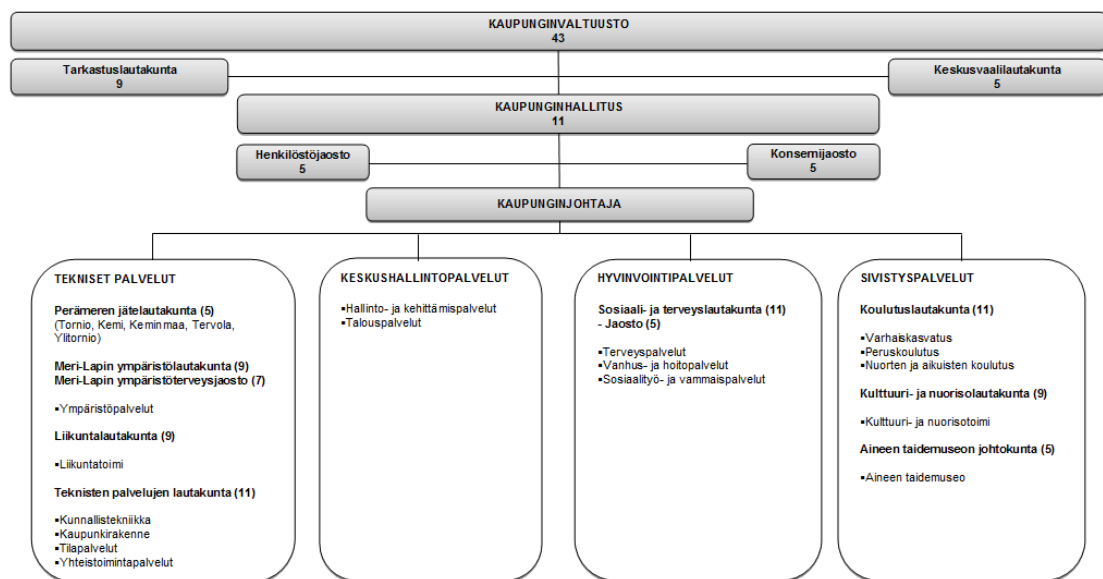 KAUPUNGINVALTUUSTO
43
Tarkastuslautakunta
9
Keskusvaalilautakunta
5
KAUPUNGINHALLITUS
11
Henkilöstöjaosto
5
Konsernijaosto
5
KAUPUNGINJOHTAJA
TEKNISET PALVELUT
Perämeren jätelautakunta (5)
(Tornio, Kemi, Keminmaa, Tervola,
Ylitornio)
Meri-Lapin ympäristölautakunta (9)
Meri-Lapin ympäristöterveysjaosto (7)
▪Ympäristöpalvelut
Liikuntalautakunta (9)
▪Liikuntatoimi
Teknisten palvelujen lautakunta (11)
▪Kunnallistekniikka
▪Kaupunkirakenne
▪Tilapalvelut
▪Yhteistoimintapalvelut
KESKUSHALLINTOPALVELUT
▪Hallinto- ja kehittämispalvelut
▪Talouspalvelut
HYVINVOINTIPALVELUT
Sosiaali- ja terveyslautakunta (11)
- Jaosto (5)
▪Terveyspalvelut
▪Vanhus- ja hoitopalvelut
▪Sosiaalityö- ja vammaispalvelut
SIVISTYSPALVELUT
Koulutuslautakunta (11)
▪Varhaiskasvatus
▪Peruskoulutus
▪Nuorten ja aikuisten koulutus
Kulttuuri- ja nuorisolautakunta (9)
▪Kulttuuri- ja nuorisotoimi
Aineen taidemuseon johtokunta (5)
▪Aineen taidemuseo